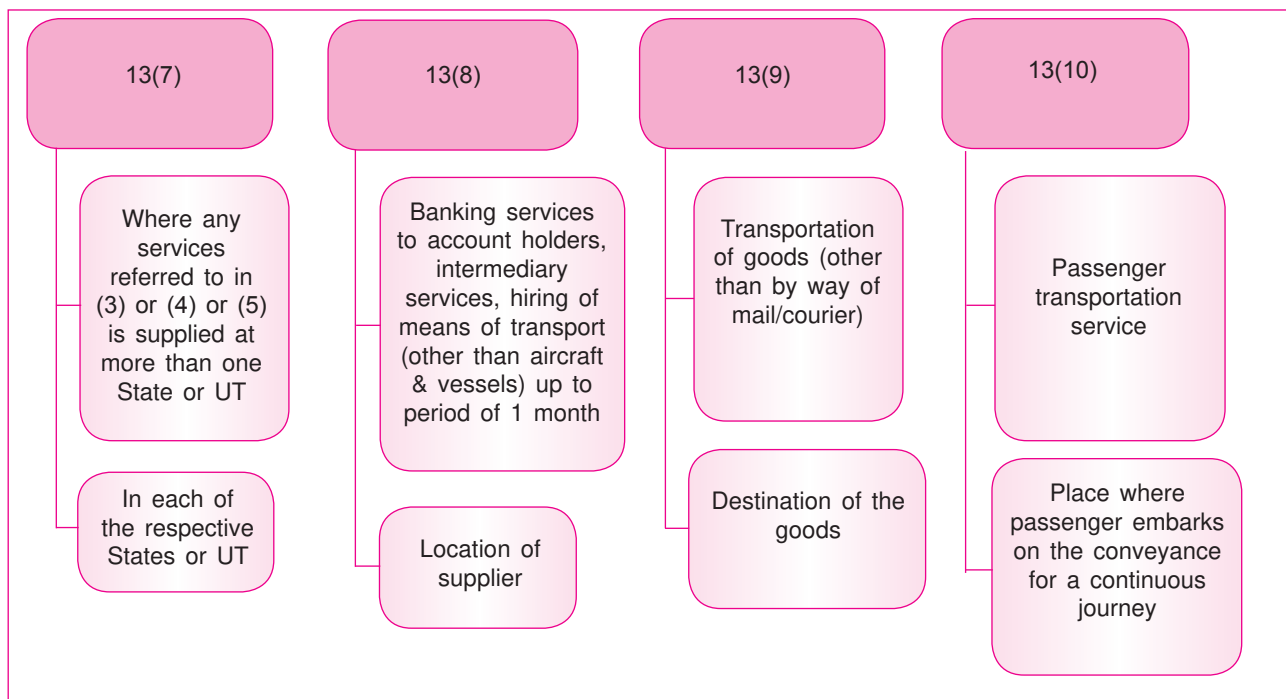 13(7)
Where any
services
referred to in
(3) or (4) or (5)
is supplied at
more than one
State or UT
In each of
the respective
States or UT
13(8)
Banking services
to account holders,
intermediary
services, hiring of
means of transport
(other than aircraft
& vessels) up to
period of 1 month
Location of
supplier
13(9)
Transportation
of goods (other
than by way of
mail/courier)
Destination of the
goods
13(10)
Passenger
transportation
service
Place where
passenger embarks
on the conveyance
for a continuous
journey